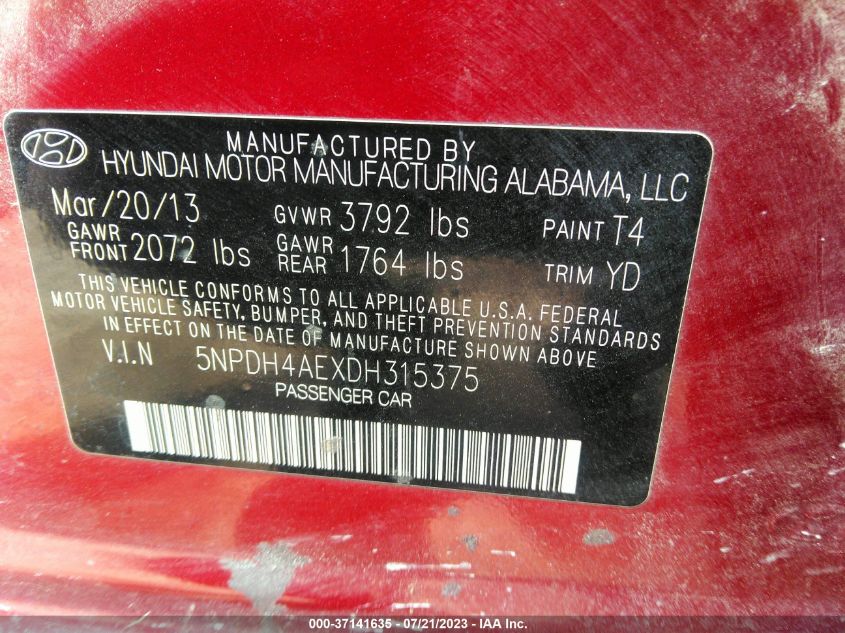 MANUFACTURED BY
HYUNDAI MOTOR MANUFACTURING ALABAMA, LLC
Mar/20/13 GVWR 3792 lbs PAINT T4
GAWR FRONT 2072 lbs GAWR REAR 1764 lbs TRIM YD
THIS VEHICLE CONFORMS TO ALL APPLICABLE U.S.A. FEDERAL
MOTOR VEHICLE SAFETY, BUMPER, AND THEFT PREVENTION STANDARDS
IN EFFECT ON THE DATE OF MANUFACTURE SHOWN ABOVE
V.I.N 5NPDH4AEXDH315375
PASSENGER CAR
000-37141635 - 07/21/2023 - IAA Inc.